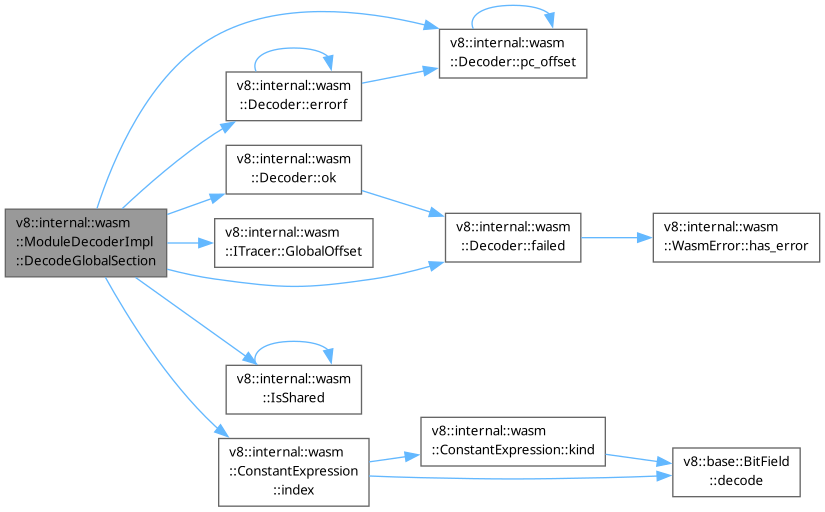 v8::internal::wasm
::ModuleDecoderImpl
::DecodeGlobalSection
v8::internal::wasm
::Decoder::pc_offset
v8::internal::wasm
::Decoder::errorf
v8::internal::wasm
::Decoder::ok
v8::internal::wasm
::ITracer::GlobalOffset
v8::internal::wasm
::Decoder::failed
v8::internal::wasm
::WasmError::has_error
v8::internal::wasm
::IsShared
v8::internal::wasm
::ConstantExpression
::index
v8::internal::wasm
::ConstantExpression::kind
v8::base::BitField
::decode